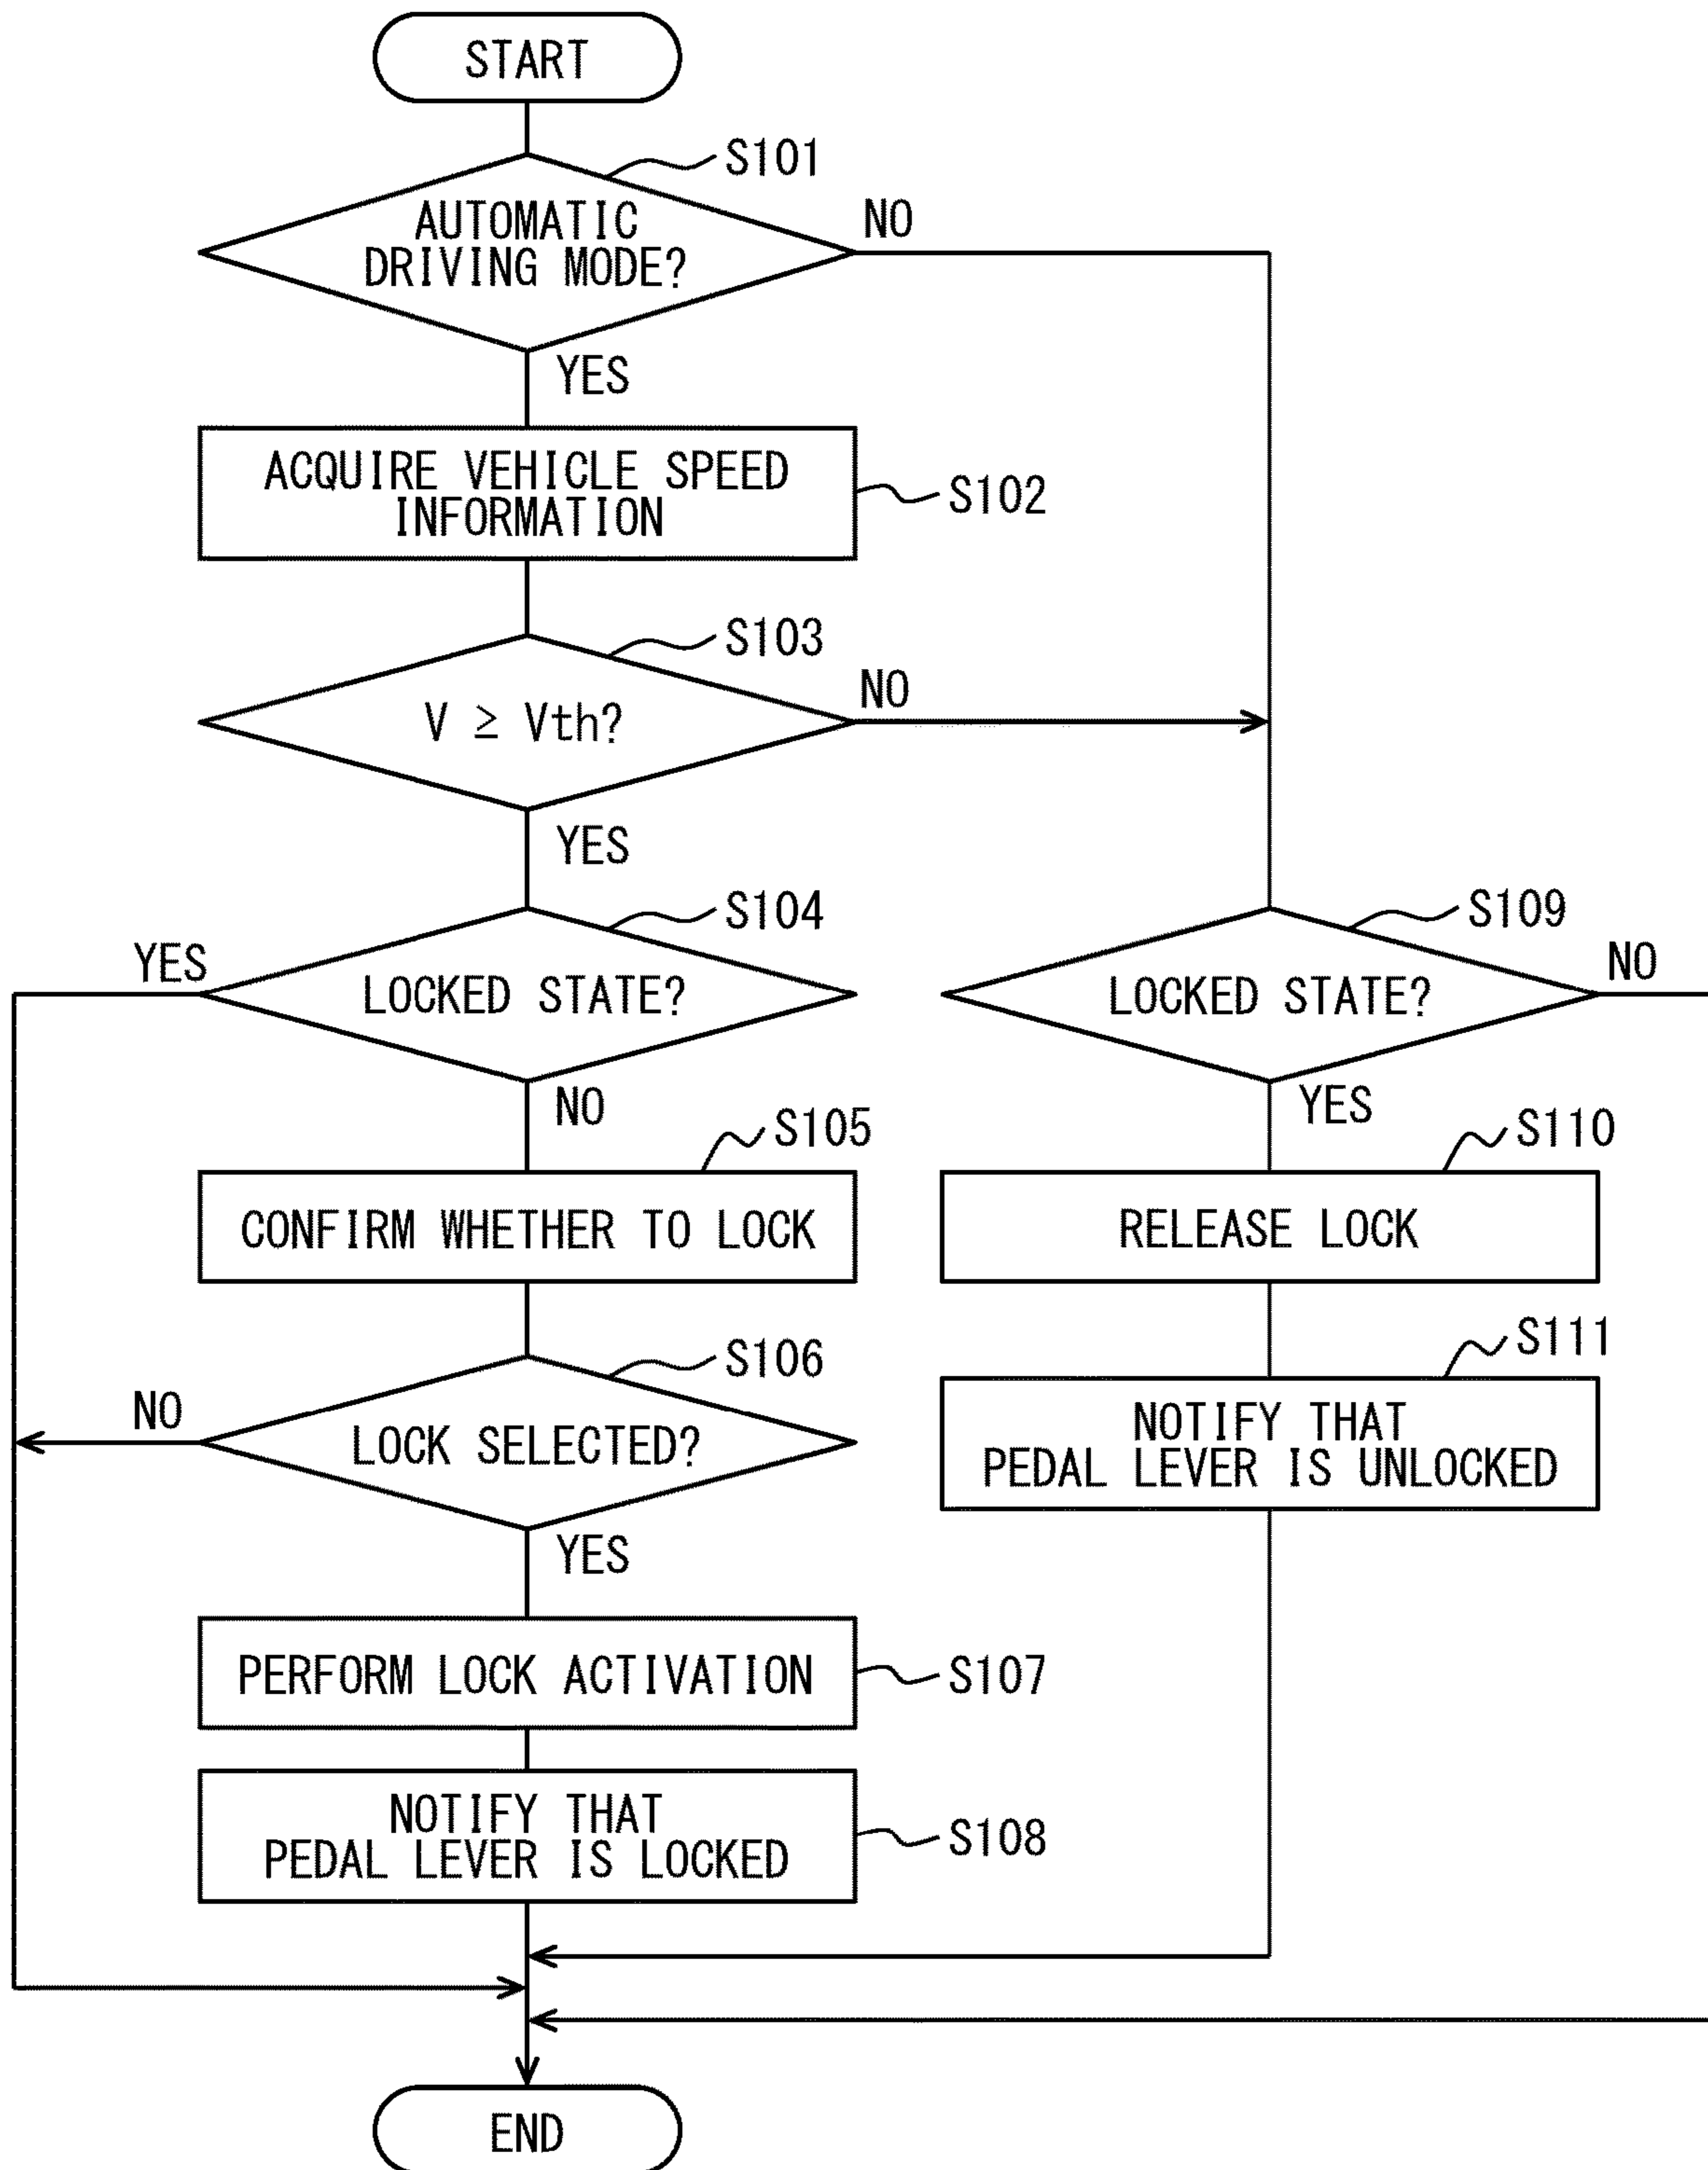 START
S101
AUTOMATIC
DRIVING MODE?
NO
YES
ACQUIRE VEHICLE SPEED
INFORMATION
S102
S103
V ≥ Vth?
NO
YES
S104
YES
LOCKED STATE?
NO
S105
CONFIRM WHETHER TO LOCK
S106
NO
LOCK SELECTED?
YES
PERFORM LOCK ACTIVATION
S107
NOTIFY THAT
PEDAL LEVER IS LOCKED
S108
S109
LOCKED STATE?
NO
YES
S110
RELEASE LOCK
S111
NOTIFY THAT
PEDAL LEVER IS UNLOCKED
END